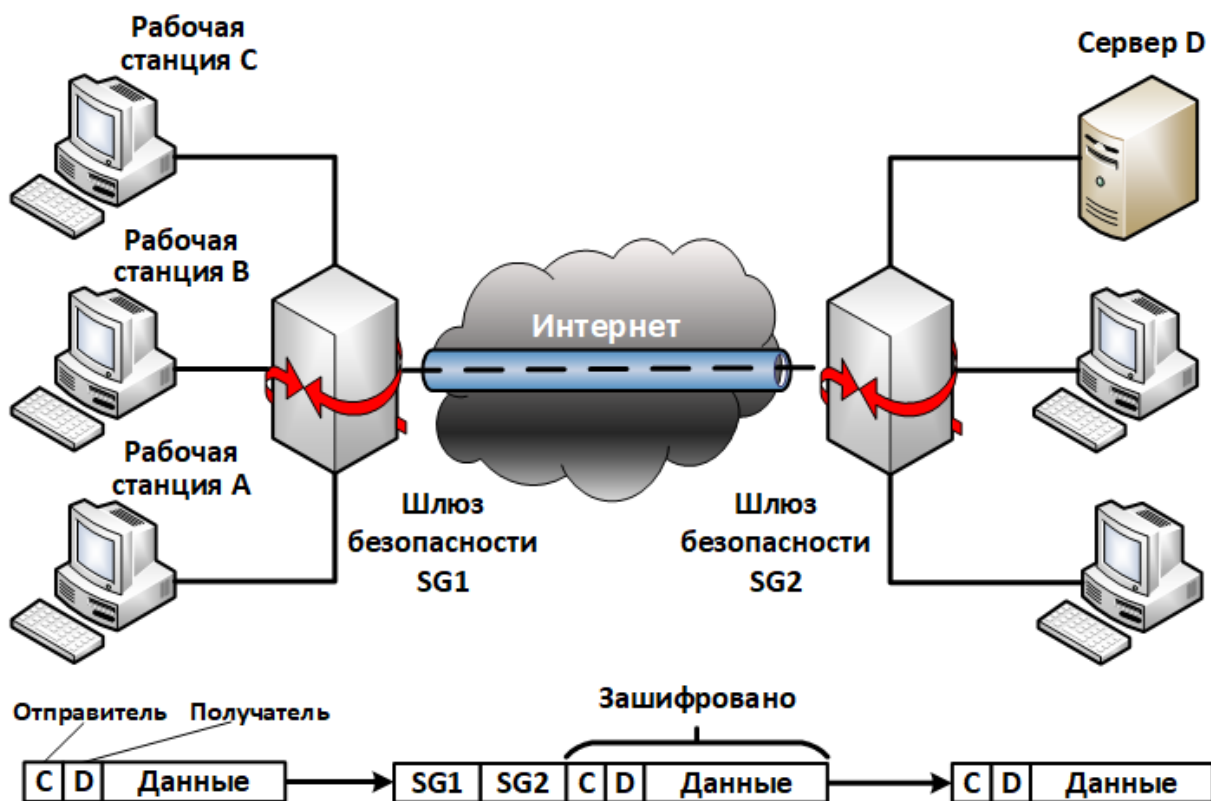 Рабочая
станция C
Сервер D
Рабочая
станция B
Интернет
Рабочая
станция A
Шлюз
безопасности
SG1
Шлюз
безопасности
SG2
Зашифровано
Отправитель Получатель
C D Данные
SG1 SG2 C D Данные
C D Данные